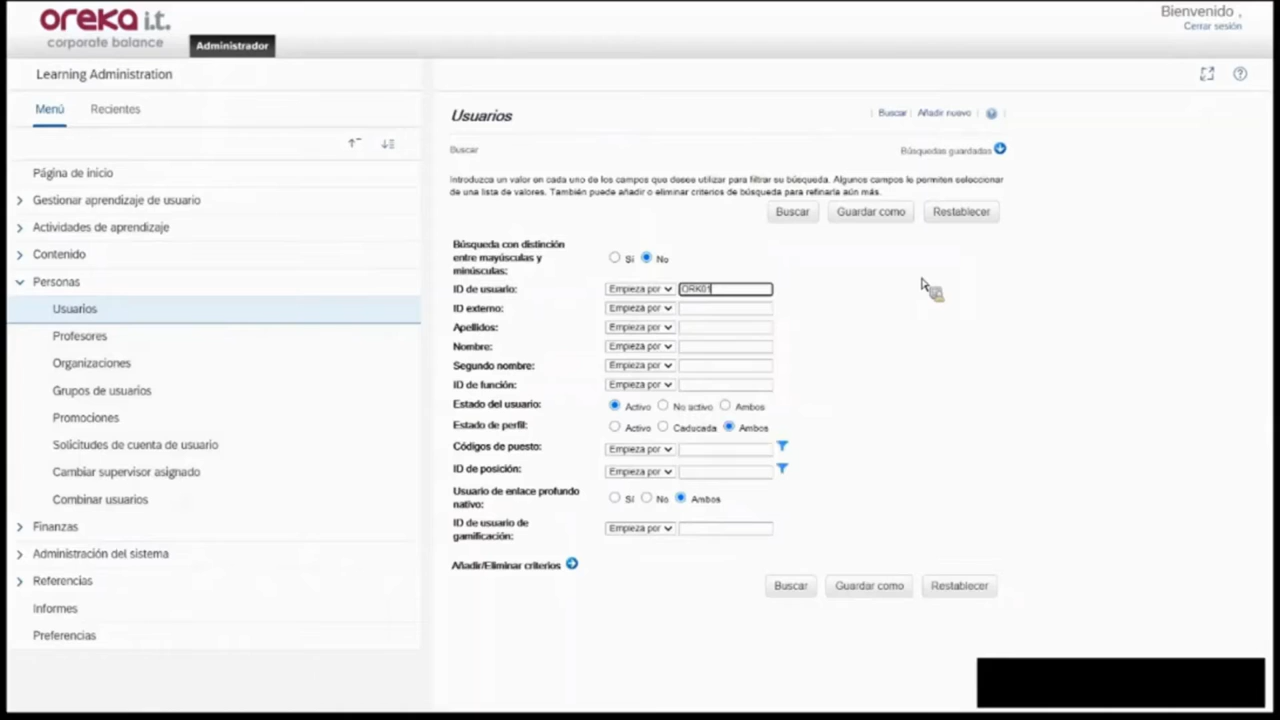 oreka i.t.
corporate balance
Administrador
Bienvenido ,
Cerrar sesión
Learning Administration
Menú
Recientes
Página de inicio
Gestionar aprendizaje de usuario
Actividades de aprendizaje
Contenido
Personas
Usuarios
Profesores
Organizaciones
Grupos de usuarios
Promociones
Solicitudes de cuenta de usuario
Cambiar supervisor asignado
Combinar usuarios
Finanzas
Administración del sistema
Referencias
Informes
Preferencias
Usuarios
Buscar | Añadir nuevo
Buscar
Búsquedas guardadas
Introduzca un valor en cada uno de los campos que desee utilizar para filtrar su búsqueda. Algunos campos le permiten seleccionar
de una lista de valores. También puede añadir o eliminar criterios de búsqueda para refinarla aún más.
Buscar Guardar como Restablecer
Búsqueda con distinción
entre mayúsculas y
minúsculas:
Sí No
ID de usuario: Empieza por ORK01
ID externo: Empieza por
Apellidos: Empieza por
Nombre: Empieza por
Segundo nombre: Empieza por
ID de función: Empieza por
Estado del usuario: Activo No activo Ambos
Estado de perfil: Activo Caducada Ambos
Códigos de puesto: Empieza por
ID de posición: Empieza por
Usuario de enlace profundo
nativo:
Sí No Ambos
ID de usuario de
gamificación:
Empieza por
Añadir/Eliminar criterios
Buscar Guardar como Restablecer